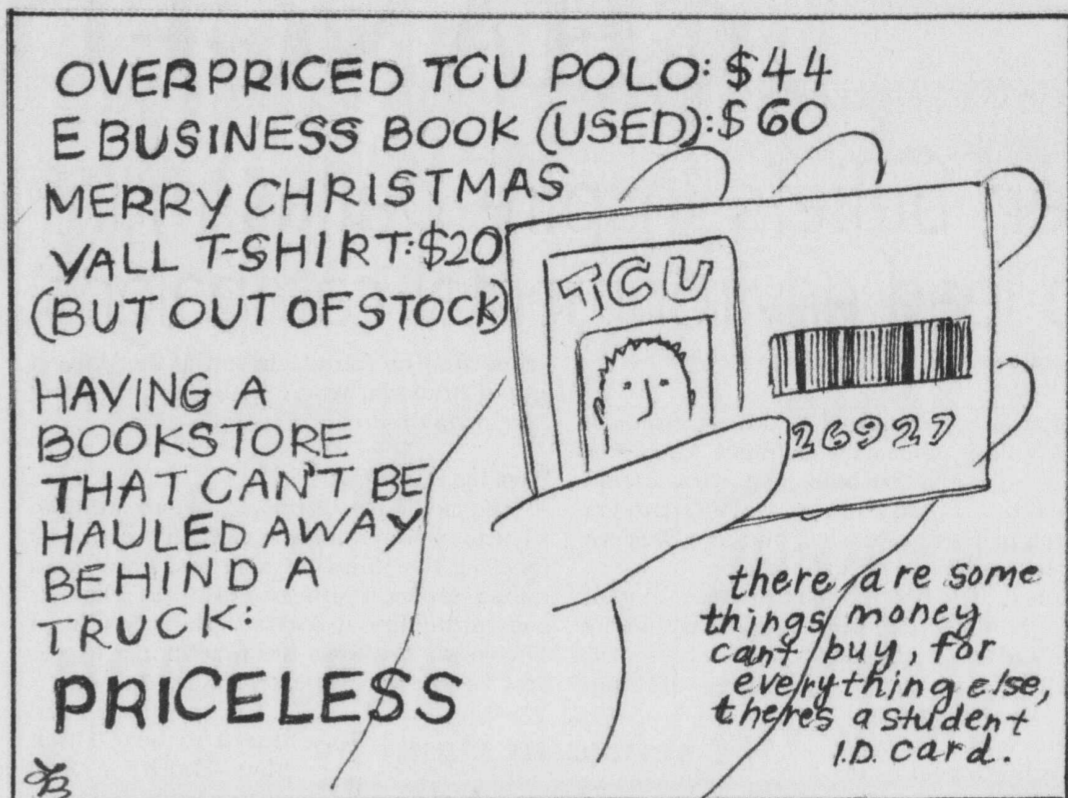 OVERPRICED TCU POLO: $44
E BUSINESS BOOK (USED): $60
MERRY CHRISTMAS
YALL T-SHIRT: $20
(BUT OUT OF STOCK)
HAVING A
BOOKSTORE
THAT CAN'T BE
HAULED AWAY
BEHIND A
TRUCK:
PRICELESS
TCU
26927
there are some
things money
cant buy, for
everything else,
theres a student
I.D. card.